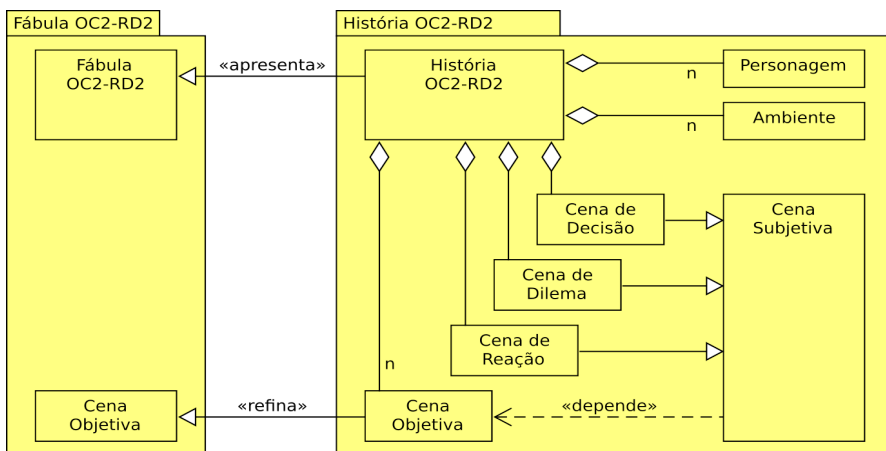 Fábula OC2-RD2
História OC2-RD2
Fábula
OC2-RD2
«apresenta»
História
OC2-RD2
n
Personagem
n
Ambiente
Cena de
Decisão
Cena
Subjetiva
Cena de
Dilema
Cena de
Reação
n
Cena
Objetiva
«refina»
Cena
Objetiva
«depende»